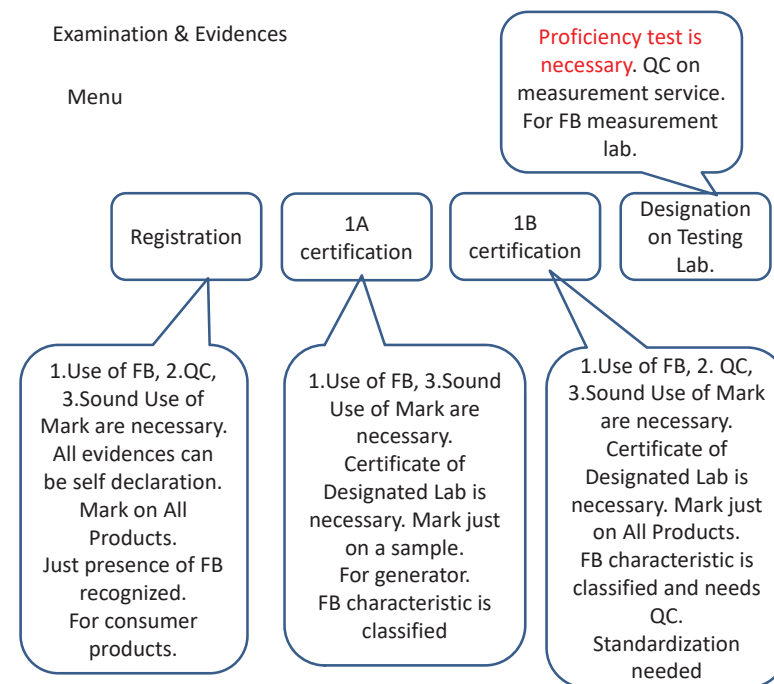 Examination & Evidences
Menu
Proficiency test is
necessary. QC on
measurement service.
For FB measurement
lab.
Registration
1A
certification
1B
certification
Designation
on Testing
Lab.
1.Use of FB, 2.QC,
3.Sound Use of
Mark are necessary.
All evidences can
be self declaration.
Mark on All
Products.
Just presence of FB
recognized.
For consumer
products.
1.Use of FB, 3.Sound
Use of Mark are
necessary.
Certificate of
Designated Lab is
necessary. Mark just
on a sample.
For generator.
FB characteristic is
classified
1.Use of FB, 2. QC,
3.Sound Use of Mark
are necessary.
Certificate of
Designated Lab is
necessary. Mark just
on All Products.
FB characteristic is
classified and needs
QC.
Standardization
needed